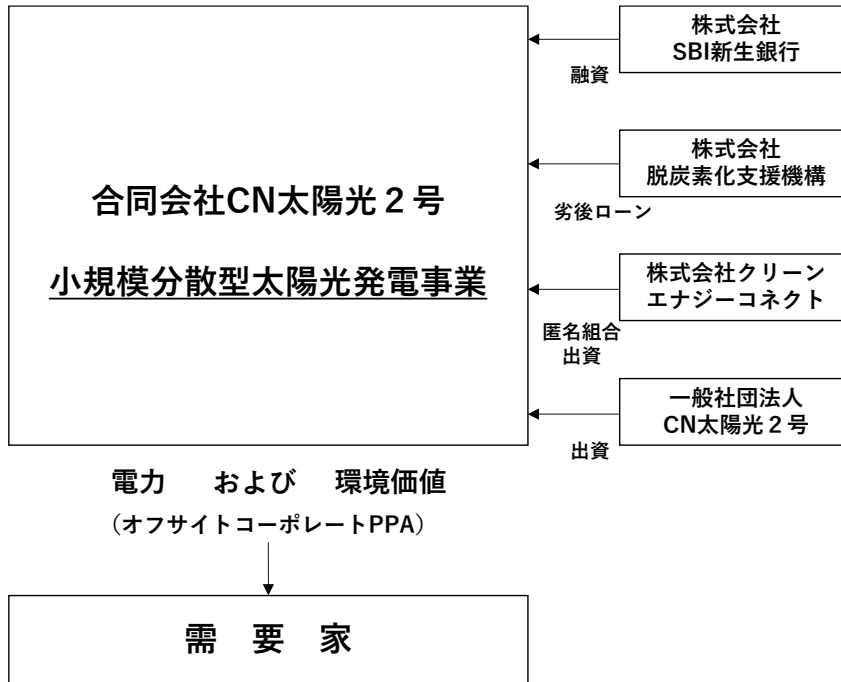 株式会社
SBI新生銀行
融資
株式会社
脱炭素化支援機構
劣後ローン
合同会社CN太陽光２号
小規模分散型太陽光発電事業
株式会社クリーン
エナジーコネクト
匿名組合
出資
一般社団法人
CN太陽光２号
出資
電力 および 環境価値
（オフサイトコーポレートPPA）
需 要 家